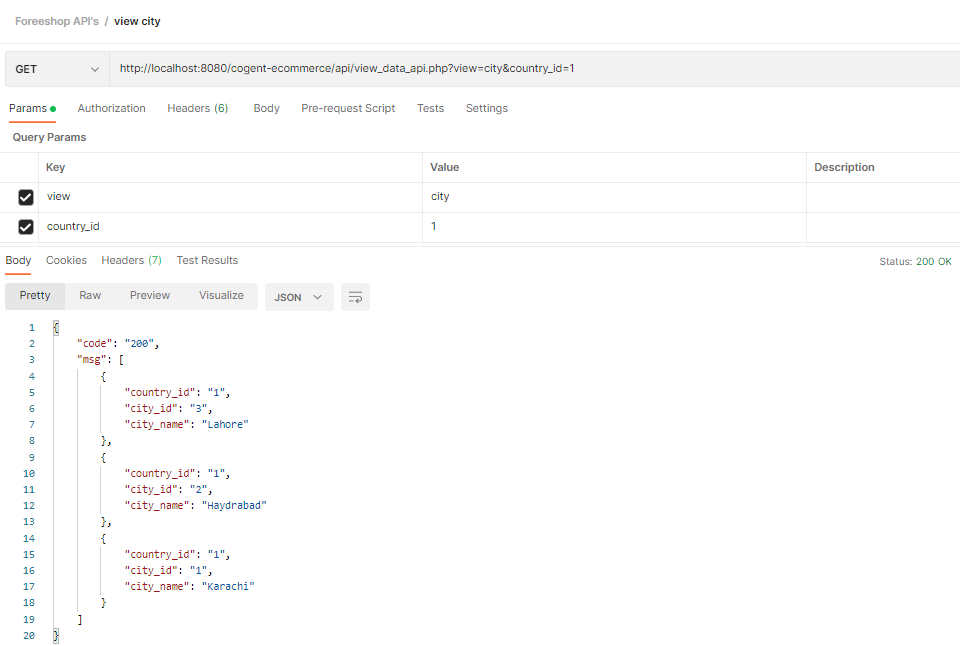 Foreeshop API's / view city
GET http://localhost:8080/cogent-ecommerce/api/view_data_api.php?view=city&country_id=1
Params Authorization Headers (6) Body Pre-request Script Tests Settings
Query Params
Key Value Description
view city
country_id 1
Body Cookies Headers (7) Test Results Status: 200 OK
Pretty Raw Preview Visualize JSON
1 {
2 "code": "200",
3 "msg": [
4 {
5 "country_id": "1",
6 "city_id": "3",
7 "city_name": "Lahore"
8 },
9 {
10 "country_id": "1",
11 "city_id": "2",
12 "city_name": "Haydrabad"
13 },
14 {
15 "country_id": "1",
16 "city_id": "1",
17 "city_name": "Karachi"
18 }
19 ]
20 }